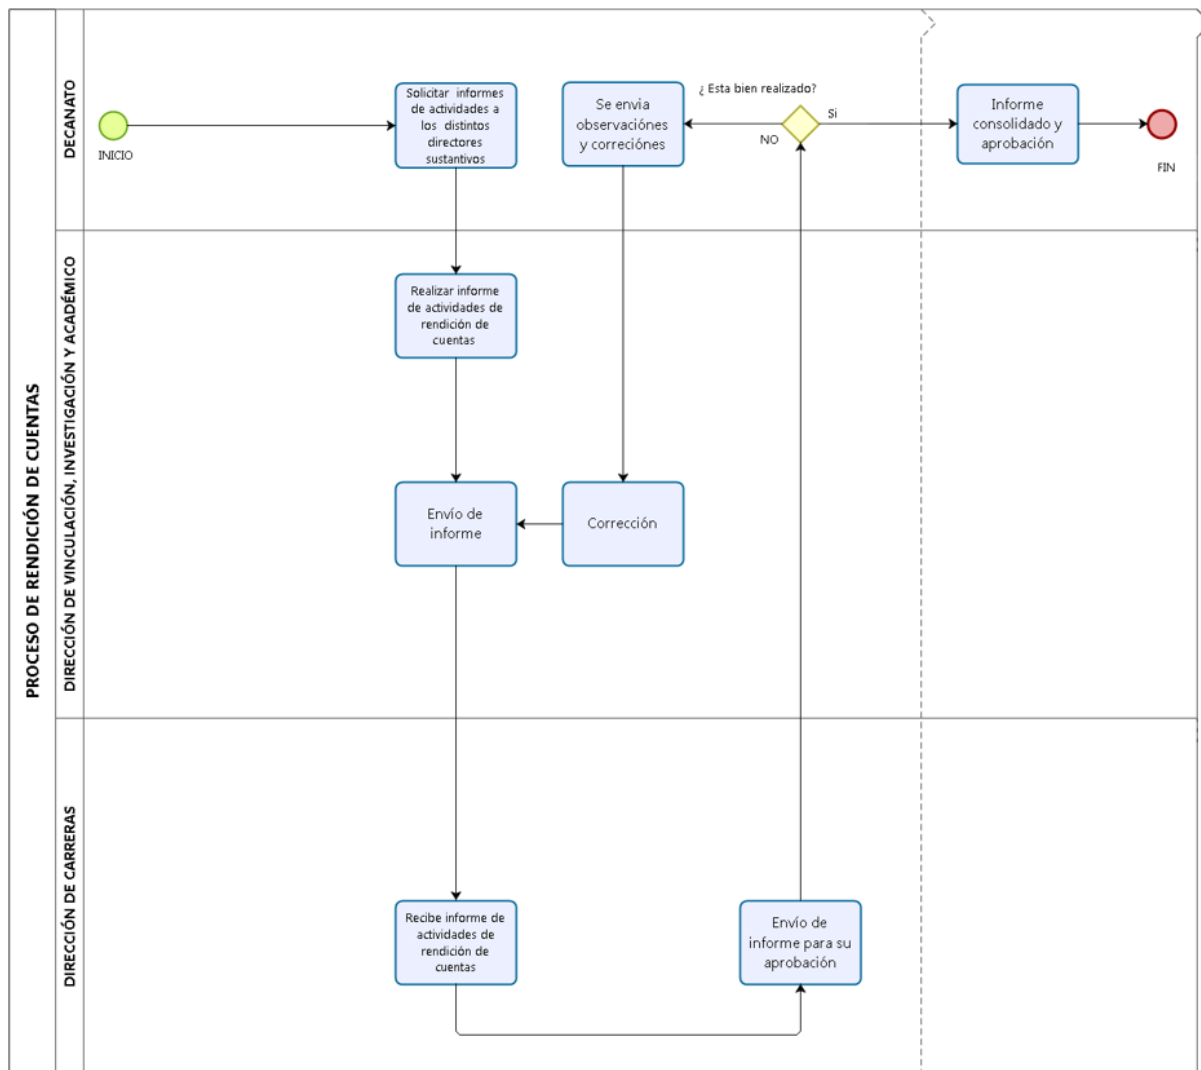 PROCESO DE RENDICIÓN DE CUENTAS
DECANATO
INICIO
Solicitar informes
de actividades a
los distintos
directores
sustantivos
Se envia
observaciónes
y correciónes
¿ Esta bien realizado?
NO
Si
Informe
consolidado y
aprobación
FIN
DIRECCIÓN DE VINCULACIÓN, INVESTIGACIÓN Y ACADÉMICO
Realizar informe
de actividades de
rendición de
cuentas
Envío de
informe
Corrección
DIRECCIÓN DE CARRERAS
Recibe informe de
actividades de
rendición de
cuentas
Envío de
informe para su
aprobación